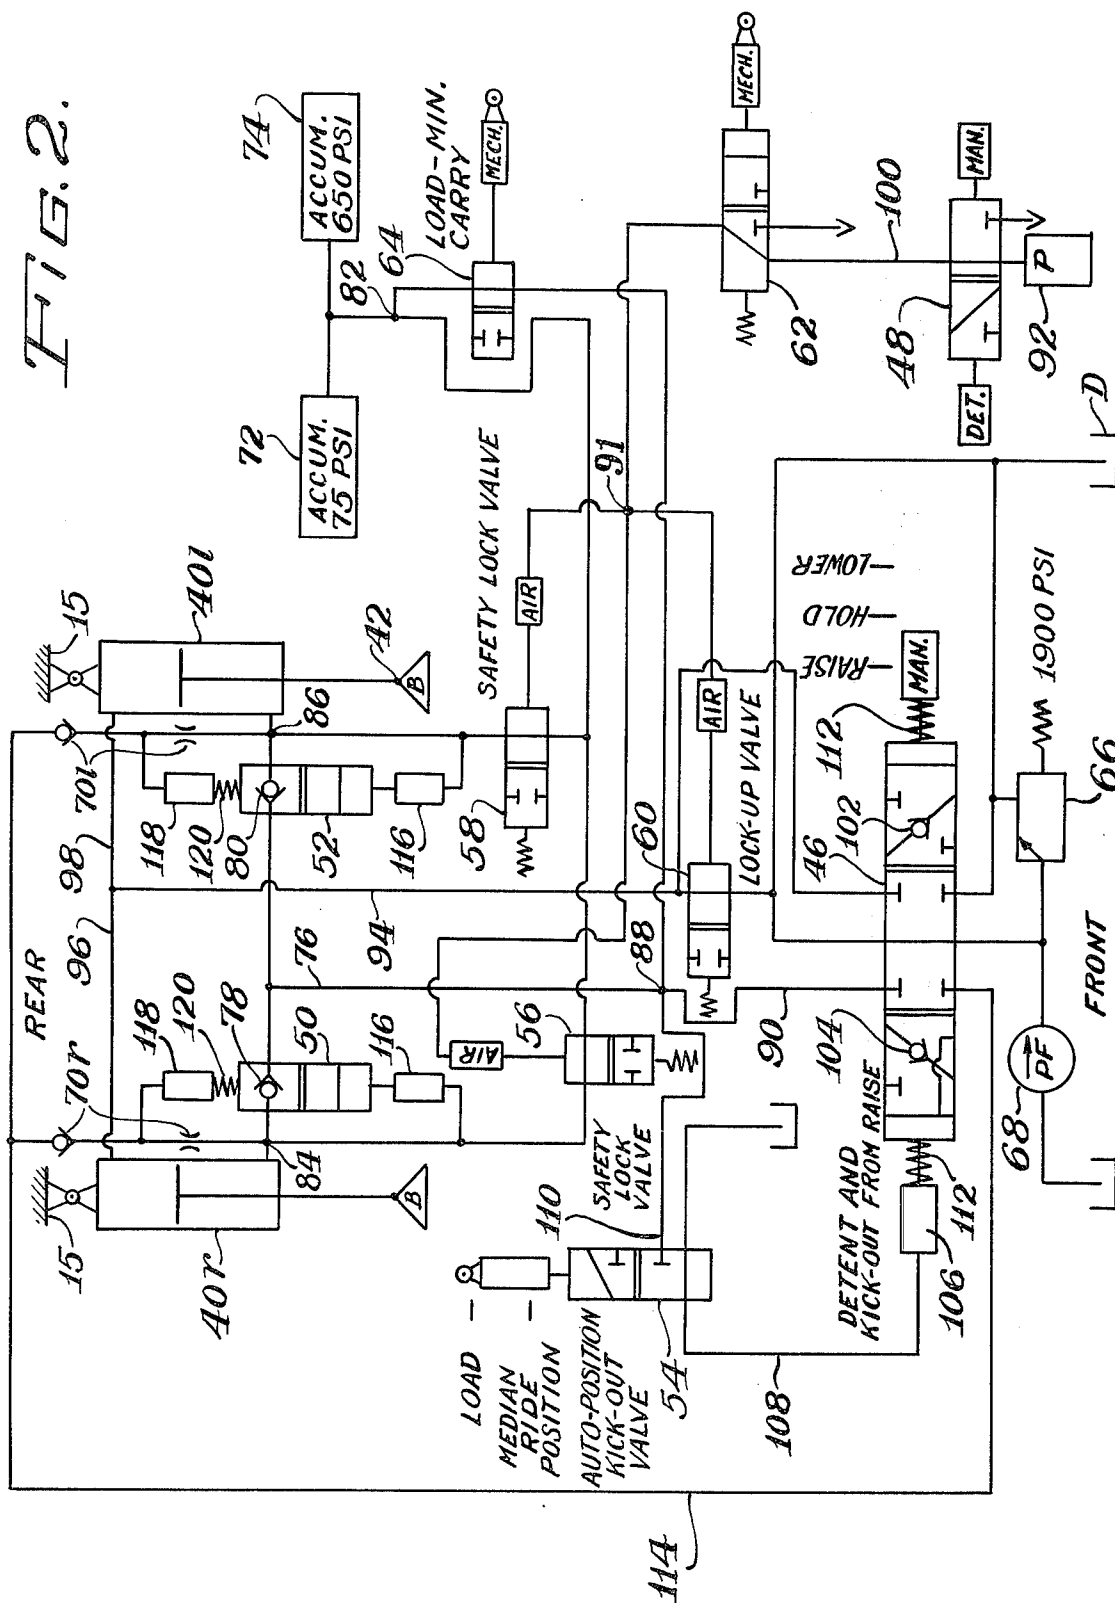 Fig. 2.
REAR
15
15
40r
40l
70r
70l
96
98
118
118
120
120
78
80
50
52
116
116
84
86
76
94
42
B
B
72
ACCUM.
75 PSI
74
ACCUM.
650 PSI
82
LOAD-MIN.
CARRY
64
MECH.
SAFETY LOCK VALVE
58
AIR
91
LOAD
MEDIAN
RIDE
POSITION
AUTO-POSITION
KICK-OUT
VALVE
54
110
SAFETY
LOCK
VALVE
56
AIR
88
60
AIR
LOCK-UP VALVE
90
62
MECH.
100
48
MAN.
DET.
92
P
108
114
DETENT AND
KICK-OUT FROM RAISE
106
112
104
46
102
112
MAN.
RAISE
HOLD
LOWER
68
PF
66
1900 PSI
D
FRONT